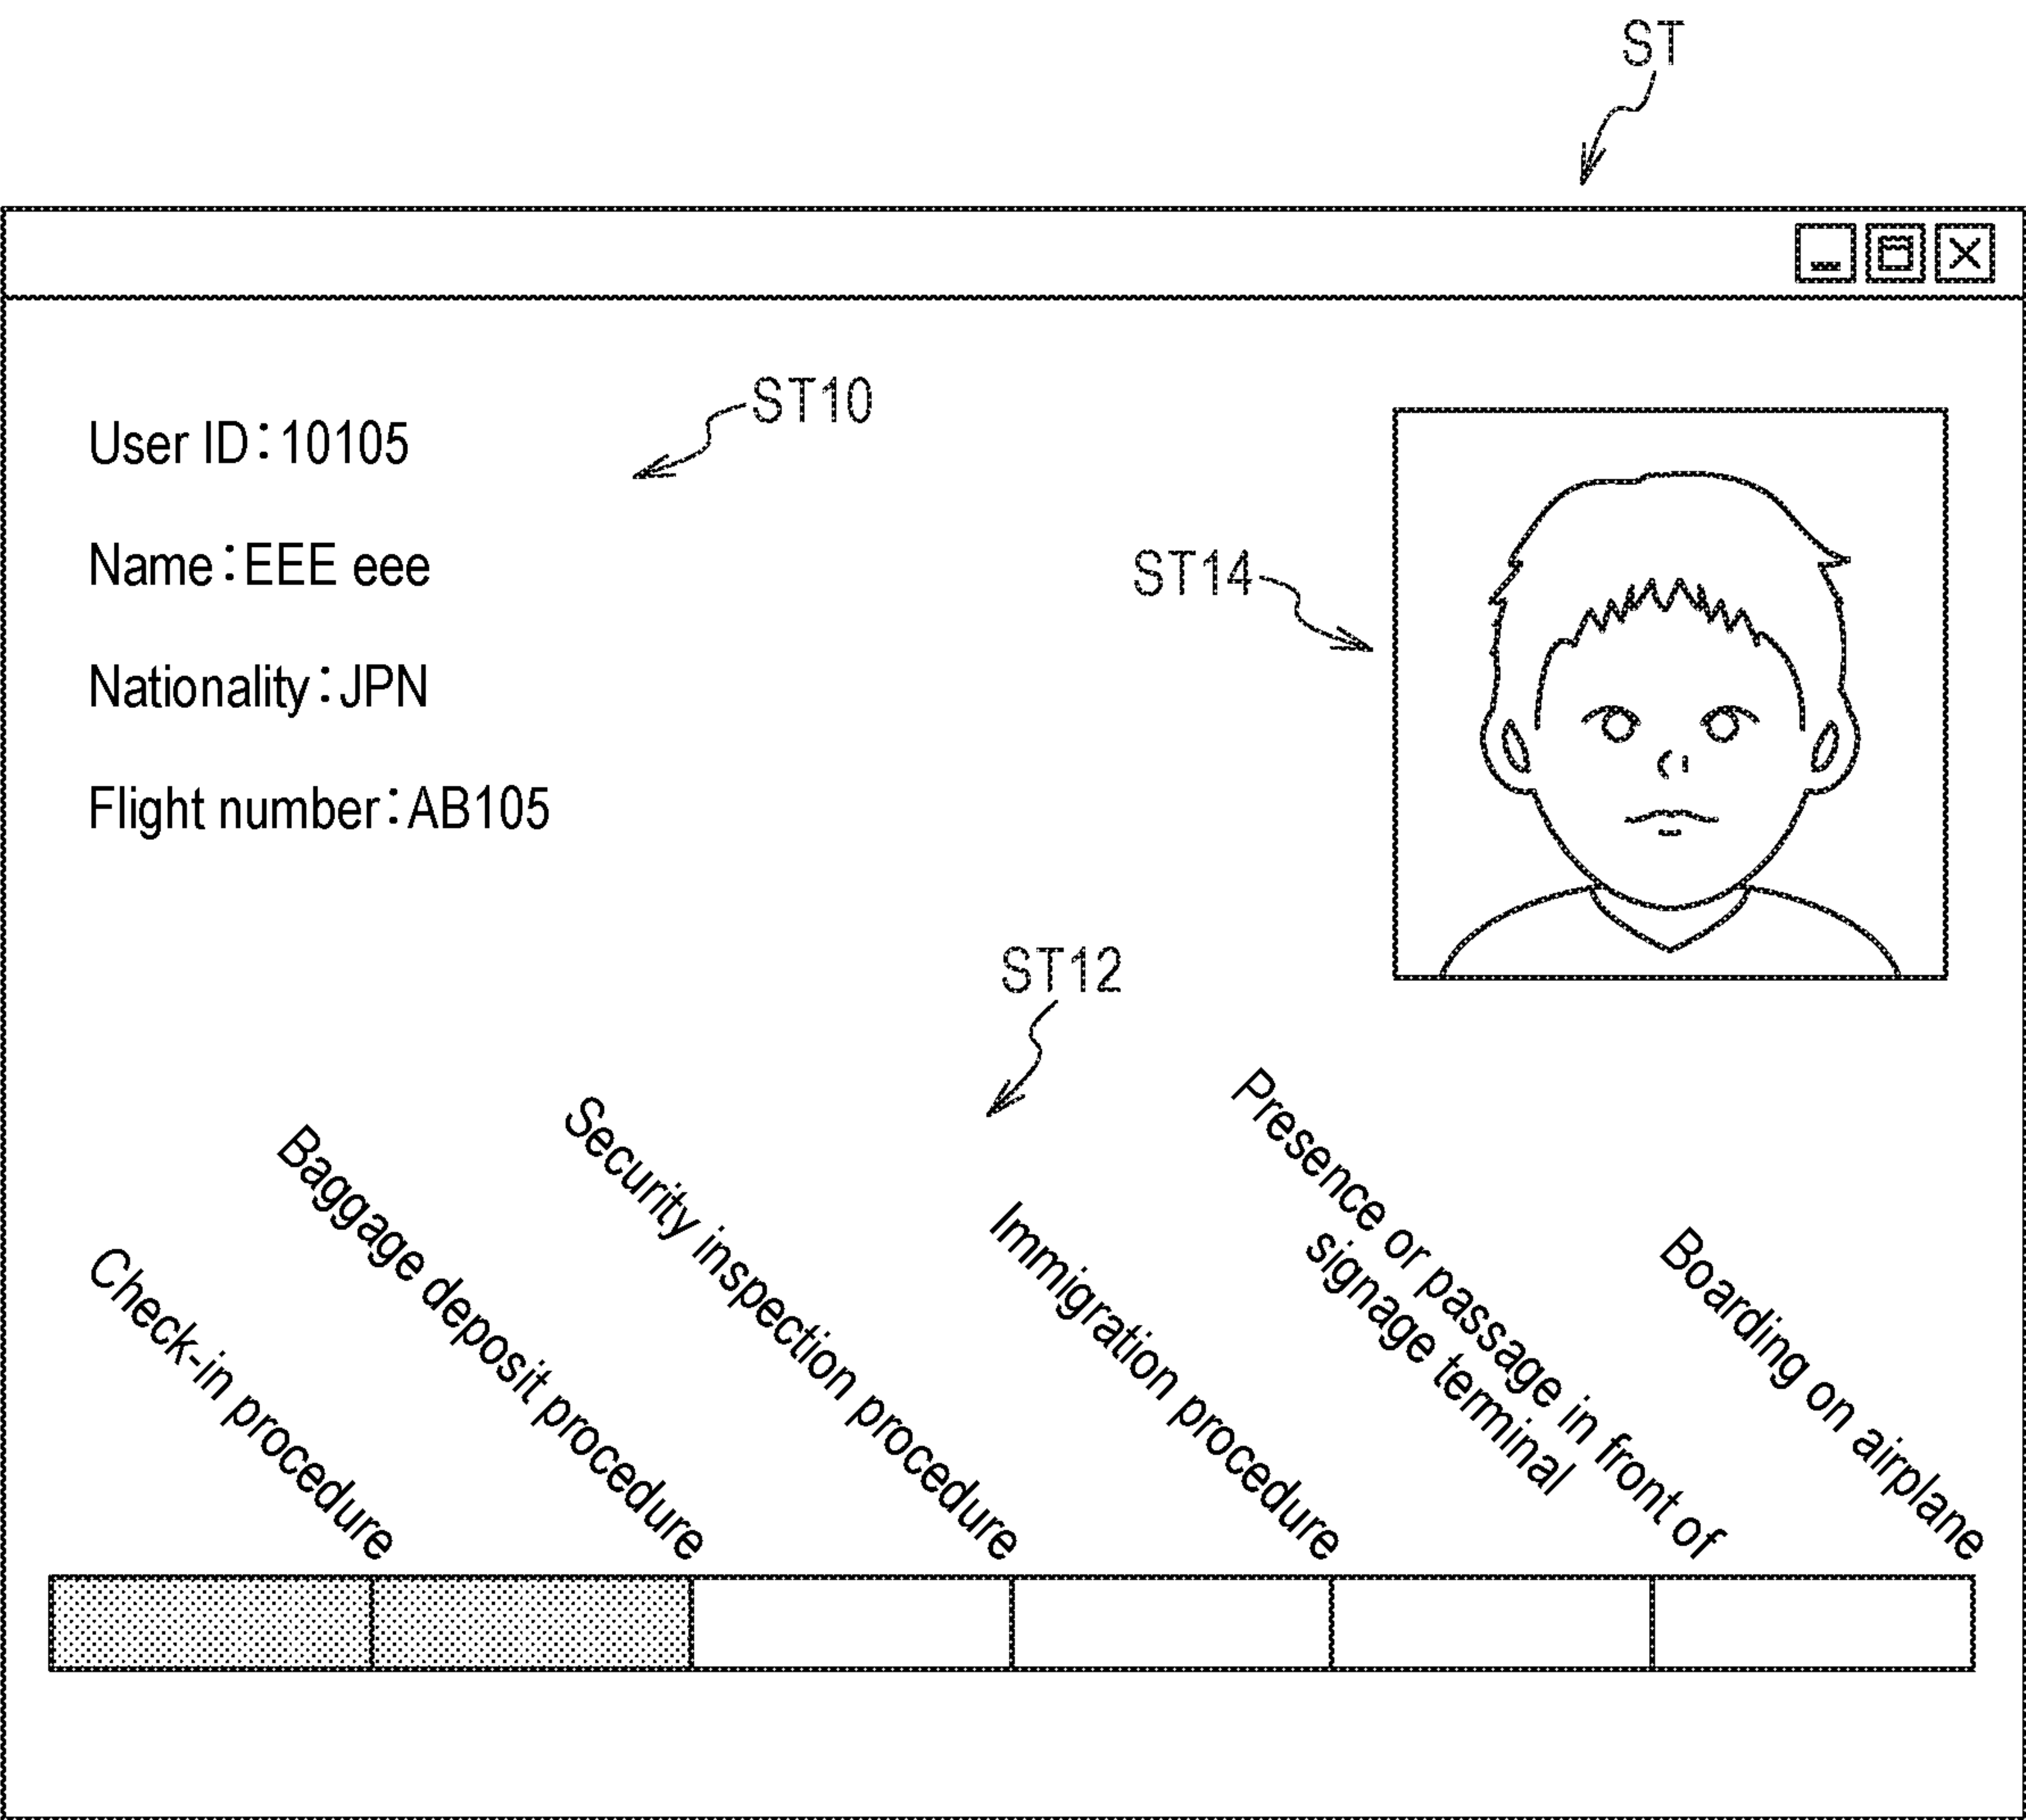 ST
User ID：10105
ST10
Name：EEE eee
ST14
Nationality：JPN
Flight number：AB105
ST12
Check-in procedure
Baggage deposit procedure
Security inspection procedure
Immigration procedure
Presence or passage in front of
signage terminal
Boarding on airplane